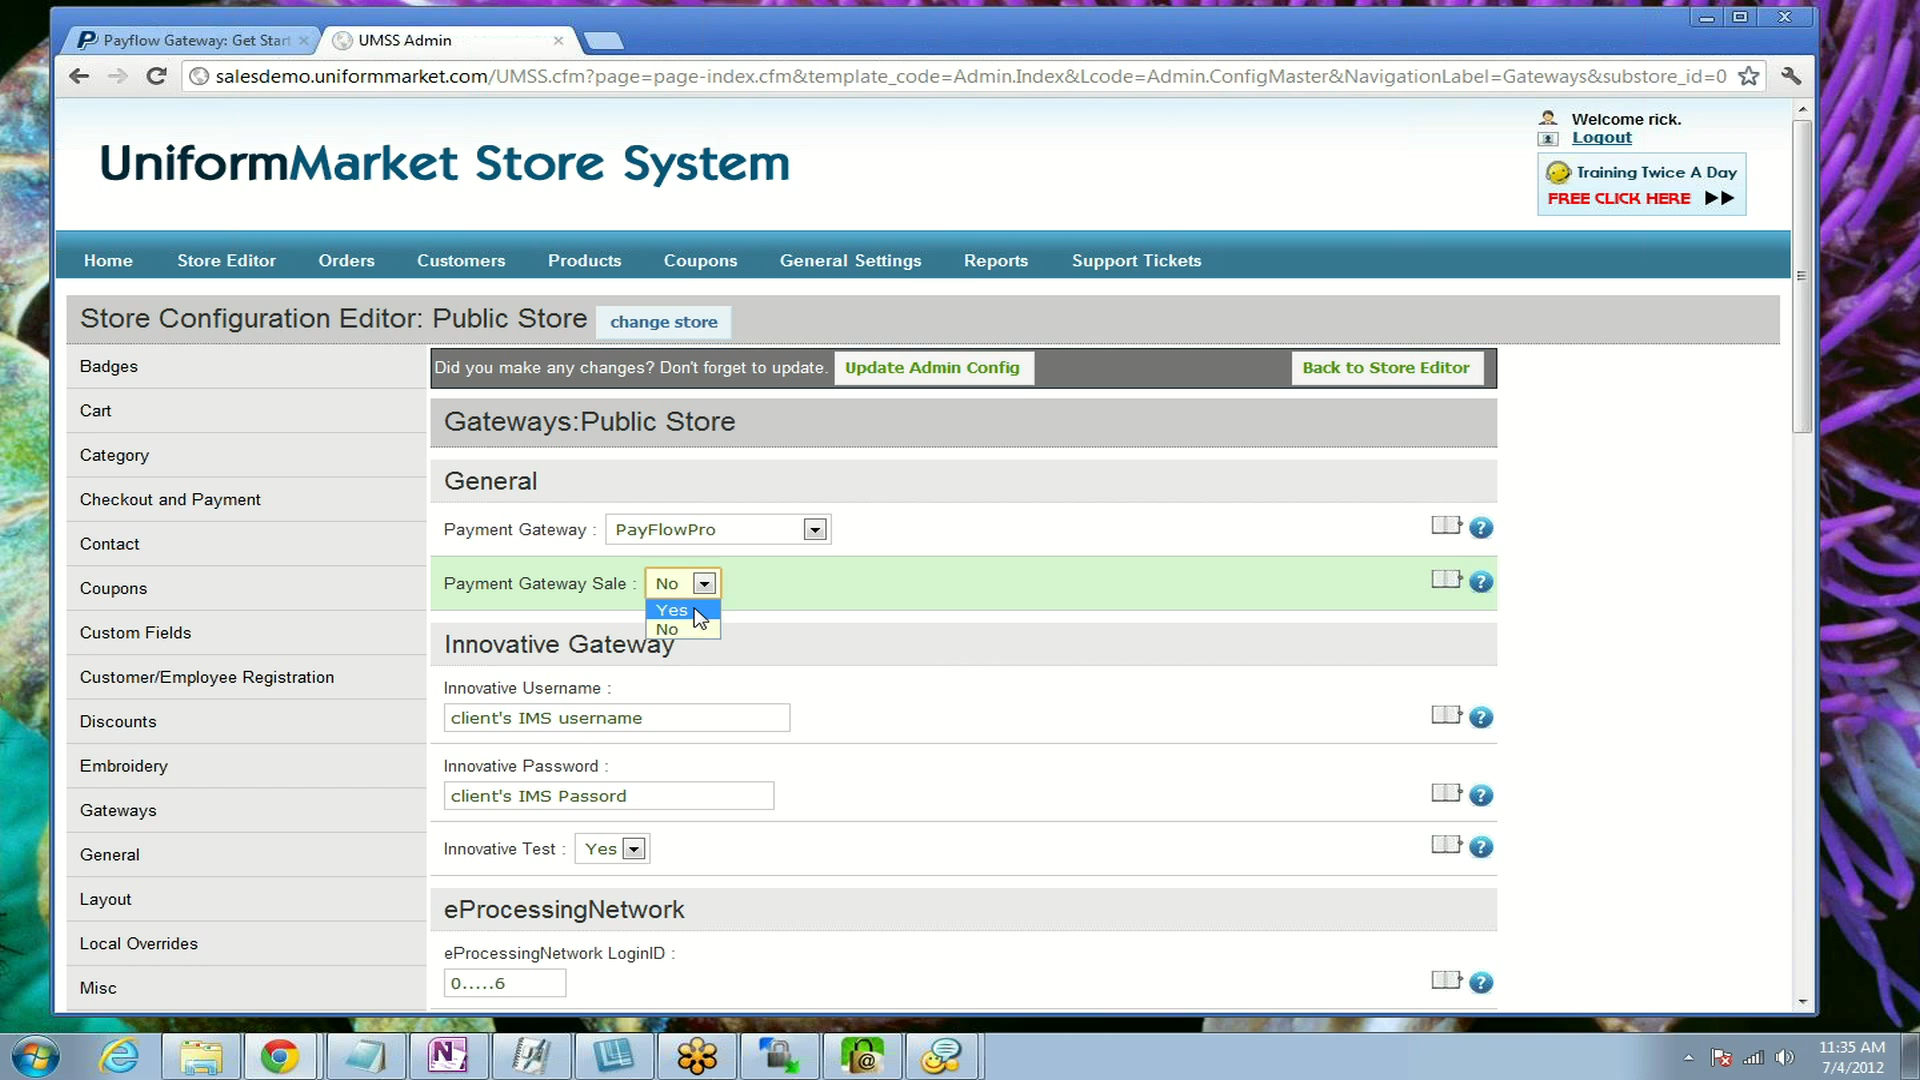 Payflow Gateway: Get Start
UMSS Admin
salesdemo.uniformmarket.com/UMSS.cfm?page=page-index.cfm&template_code=Admin.Index&Lcode=Admin.ConfigMaster&NavigationLabel=Gateways&substore_id=0
Welcome rick.
Logout
Training Twice A Day
FREE CLICK HERE
UniformMarket Store System
Home Store Editor Orders Customers Products Coupons General Settings Reports Support Tickets
Store Configuration Editor: Public Store change store
Badges
Cart
Category
Checkout and Payment
Contact
Coupons
Custom Fields
Customer/Employee Registration
Discounts
Embroidery
Gateways
General
Layout
Local Overrides
Misc
Did you make any changes? Don't forget to update. Update Admin Config Back to Store Editor
Gateways:Public Store
General
Payment Gateway : PayFlowPro
Payment Gateway Sale : No
Yes
No
Innovative Gateway
Innovative Username :
client's IMS username
Innovative Password :
client's IMS Passord
Innovative Test : Yes
eProcessingNetwork
eProcessingNetwork LoginID :
0.....6
11:35 AM
7/4/2012